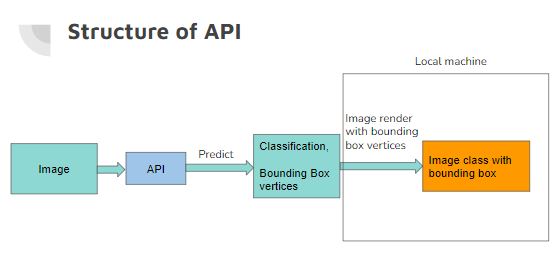 Structure of API
Local machine
Image render
with bounding
box vertices
Image
API
Predict
Classification,
Bounding Box
vertices
Image class with
bounding box